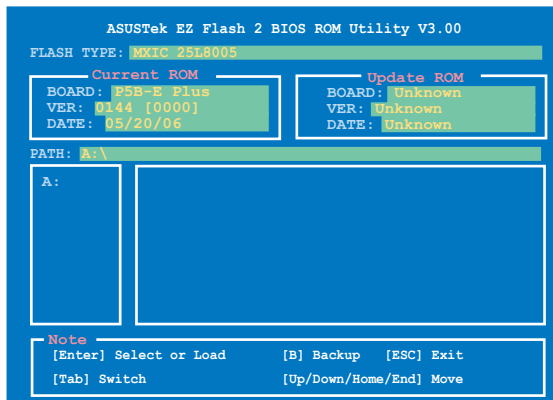 ASUSTek EZ Flash 2 BIOS ROM Utility V3.00
FLASH TYPE: MXIC 25L8005
Current ROM
BOARD: P5B-E Plus
VER: 0144 [0000]
DATE: 05/20/06
Update ROM
BOARD: Unknown
VER: Unknown
DATE: Unknown
PATH: A:\
A:
Note
[Enter] Select or Load [B] Backup [ESC] Exit
[Tab] Switch [Up/Down/Home/End] Move